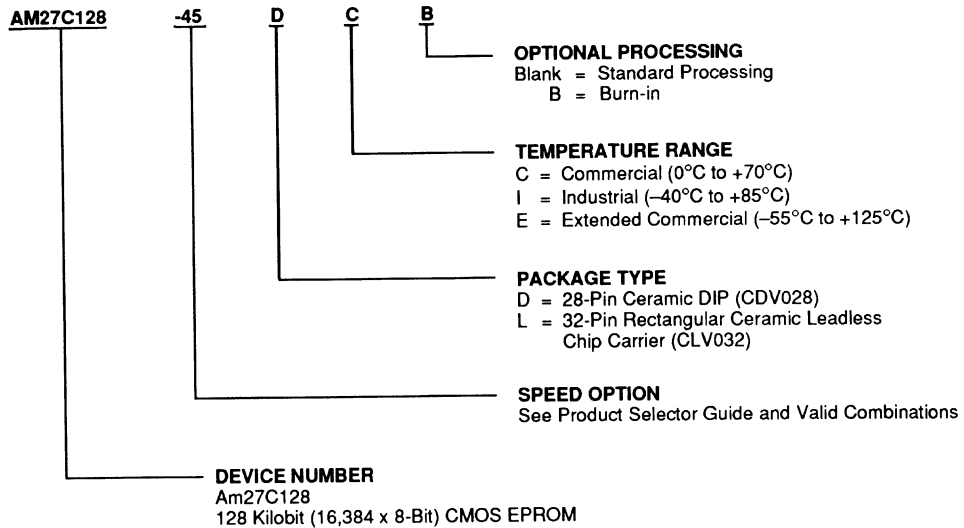 AM27C128 -45 D C B
OPTIONAL PROCESSING
Blank = Standard Processing
B = Burn-in
TEMPERATURE RANGE
C = Commercial (0°C to +70°C)
I = Industrial (–40°C to +85°C)
E = Extended Commercial (–55°C to +125°C)
PACKAGE TYPE
D = 28-Pin Ceramic DIP (CDV028)
L = 32-Pin Rectangular Ceramic Leadless
Chip Carrier (CLV032)
SPEED OPTION
See Product Selector Guide and Valid Combinations
DEVICE NUMBER
Am27C128
128 Kilobit (16,384 x 8-Bit) CMOS EPROM